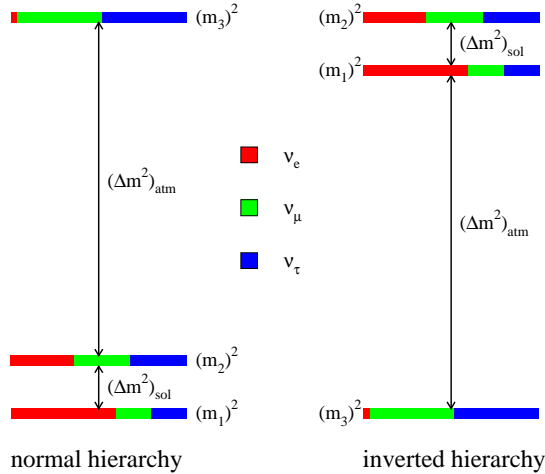 (m₃)²
(m₂)²
(Δm²)sol
(m₁)²
νₑ
(Δm²)atm
ν_μ
(Δm²)atm
ν_τ
(m₂)²
(Δm²)sol
(m₁)²
(m₃)²
normal hierarchy
inverted hierarchy